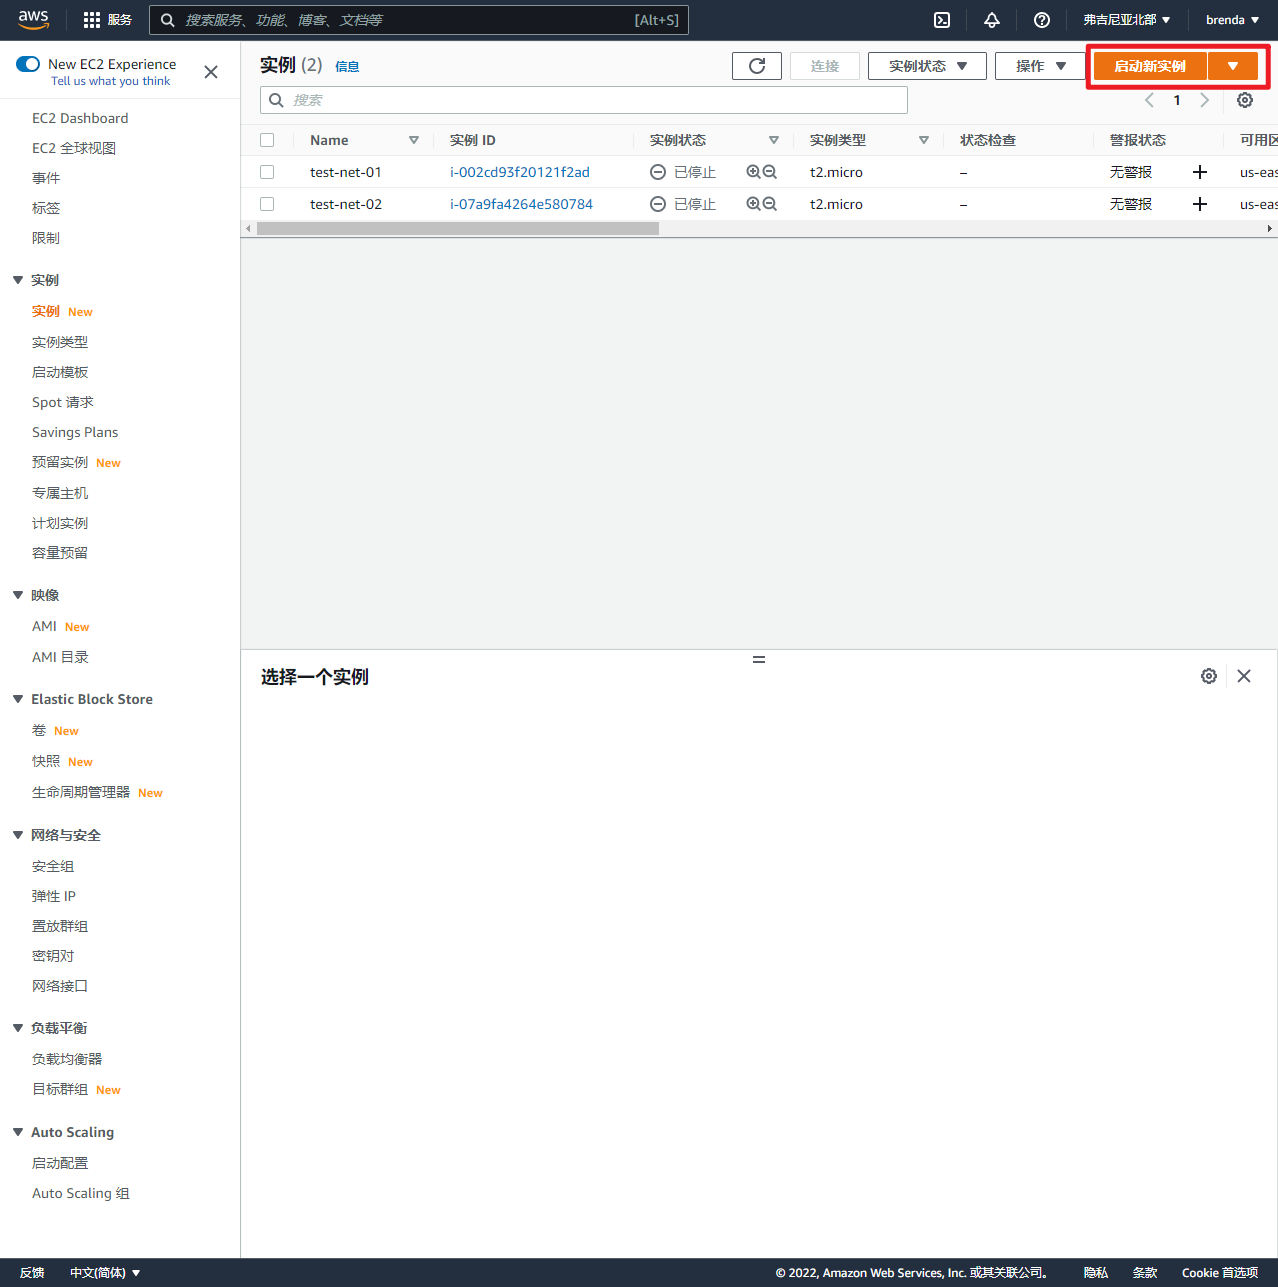 aws 服务 搜索服务、功能、博客、文档等 [Alt+S] 弗吉尼亚北部 brenda
New EC2 Experience
Tell us what you think
EC2 Dashboard
EC2 全球视图
事件
标签
限制
实例
实例 New
实例类型
启动模板
Spot 请求
Savings Plans
预留实例 New
专属主机
计划实例
容量预留
映像
AMI New
AMI 目录
Elastic Block Store
卷 New
快照 New
生命周期管理器 New
网络与安全
安全组
弹性 IP
置放群组
密钥对
网络接口
负载平衡
负载均衡器
目标群组 New
Auto Scaling
启动配置
Auto Scaling 组
实例 (2) 信息 连接 实例状态 操作 启动新实例
搜索 1
Name 实例 ID 实例状态 实例类型 状态检查 警报状态 可用区
test-net-01 i-002cd93f20121f2ad 已停止 t2.micro – 无警报 us-eas
test-net-02 i-07a9fa4264e580784 已停止 t2.micro – 无警报 us-eas
选择一个实例
反馈 中文(简体) © 2022, Amazon Web Services, Inc. 或其关联公司。 隐私 条款 Cookie 首选项